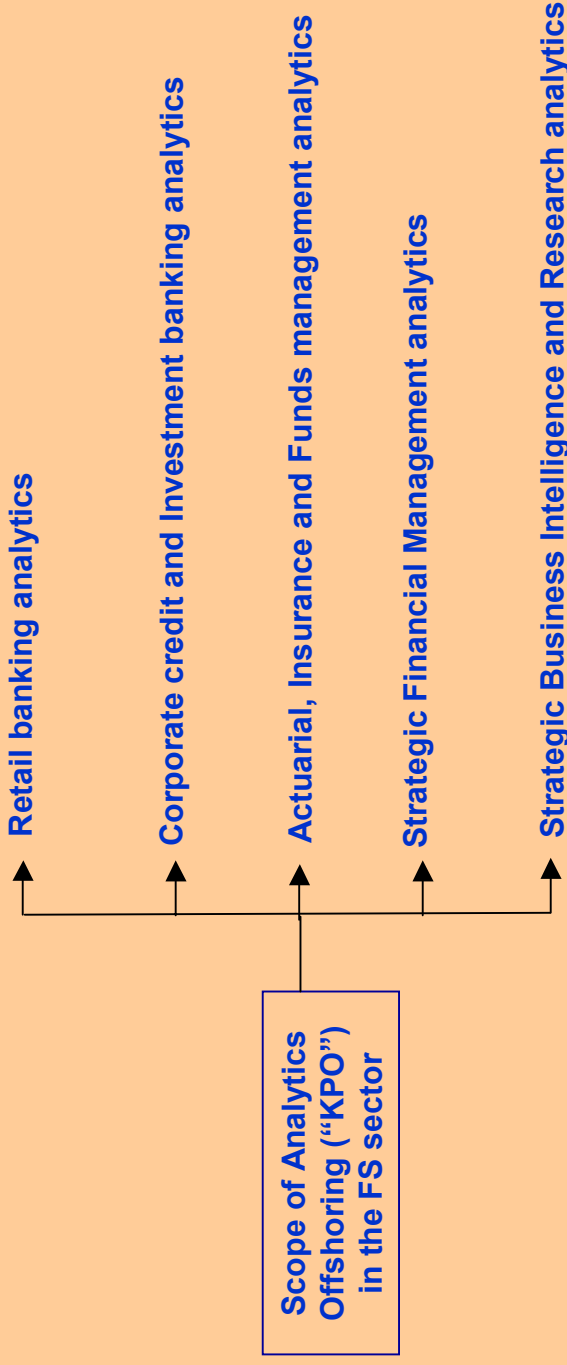 Scope of Analytics
Offshoring (“KPO”)
in the FS sector
Retail banking analytics
Corporate credit and Investment banking analytics
Actuarial, Insurance and Funds management analytics
Strategic Financial Management analytics
Strategic Business Intelligence and Research analytics